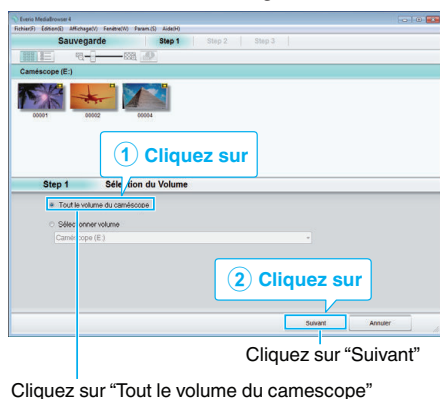 Everio MediaBrowser 4
Fichier(F) Edition(E) Affichage(V) Fenêtre(W) Param.(S) Aide(H)
Sauvegarde Step 1 Step 2 Step 3
Caméscope (E:)
00001 00002 00004
1 Cliquez sur
Step 1 Sélection du Volume
Tout le volume du caméscope
Sélectionner volume
Caméscope (E:)
2 Cliquez sur
Suivant Annuler
Cliquez sur “Suivant”
Cliquez sur “Tout le volume du camescope”